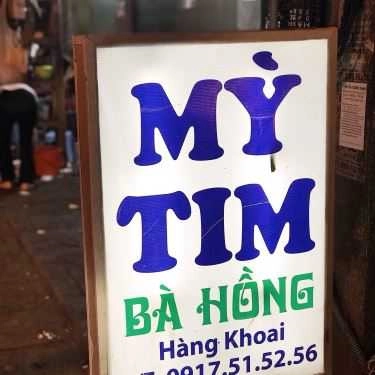 MỲ
TIM
BÀ HỒNG
Hàng Khoai
0917.51.52.56